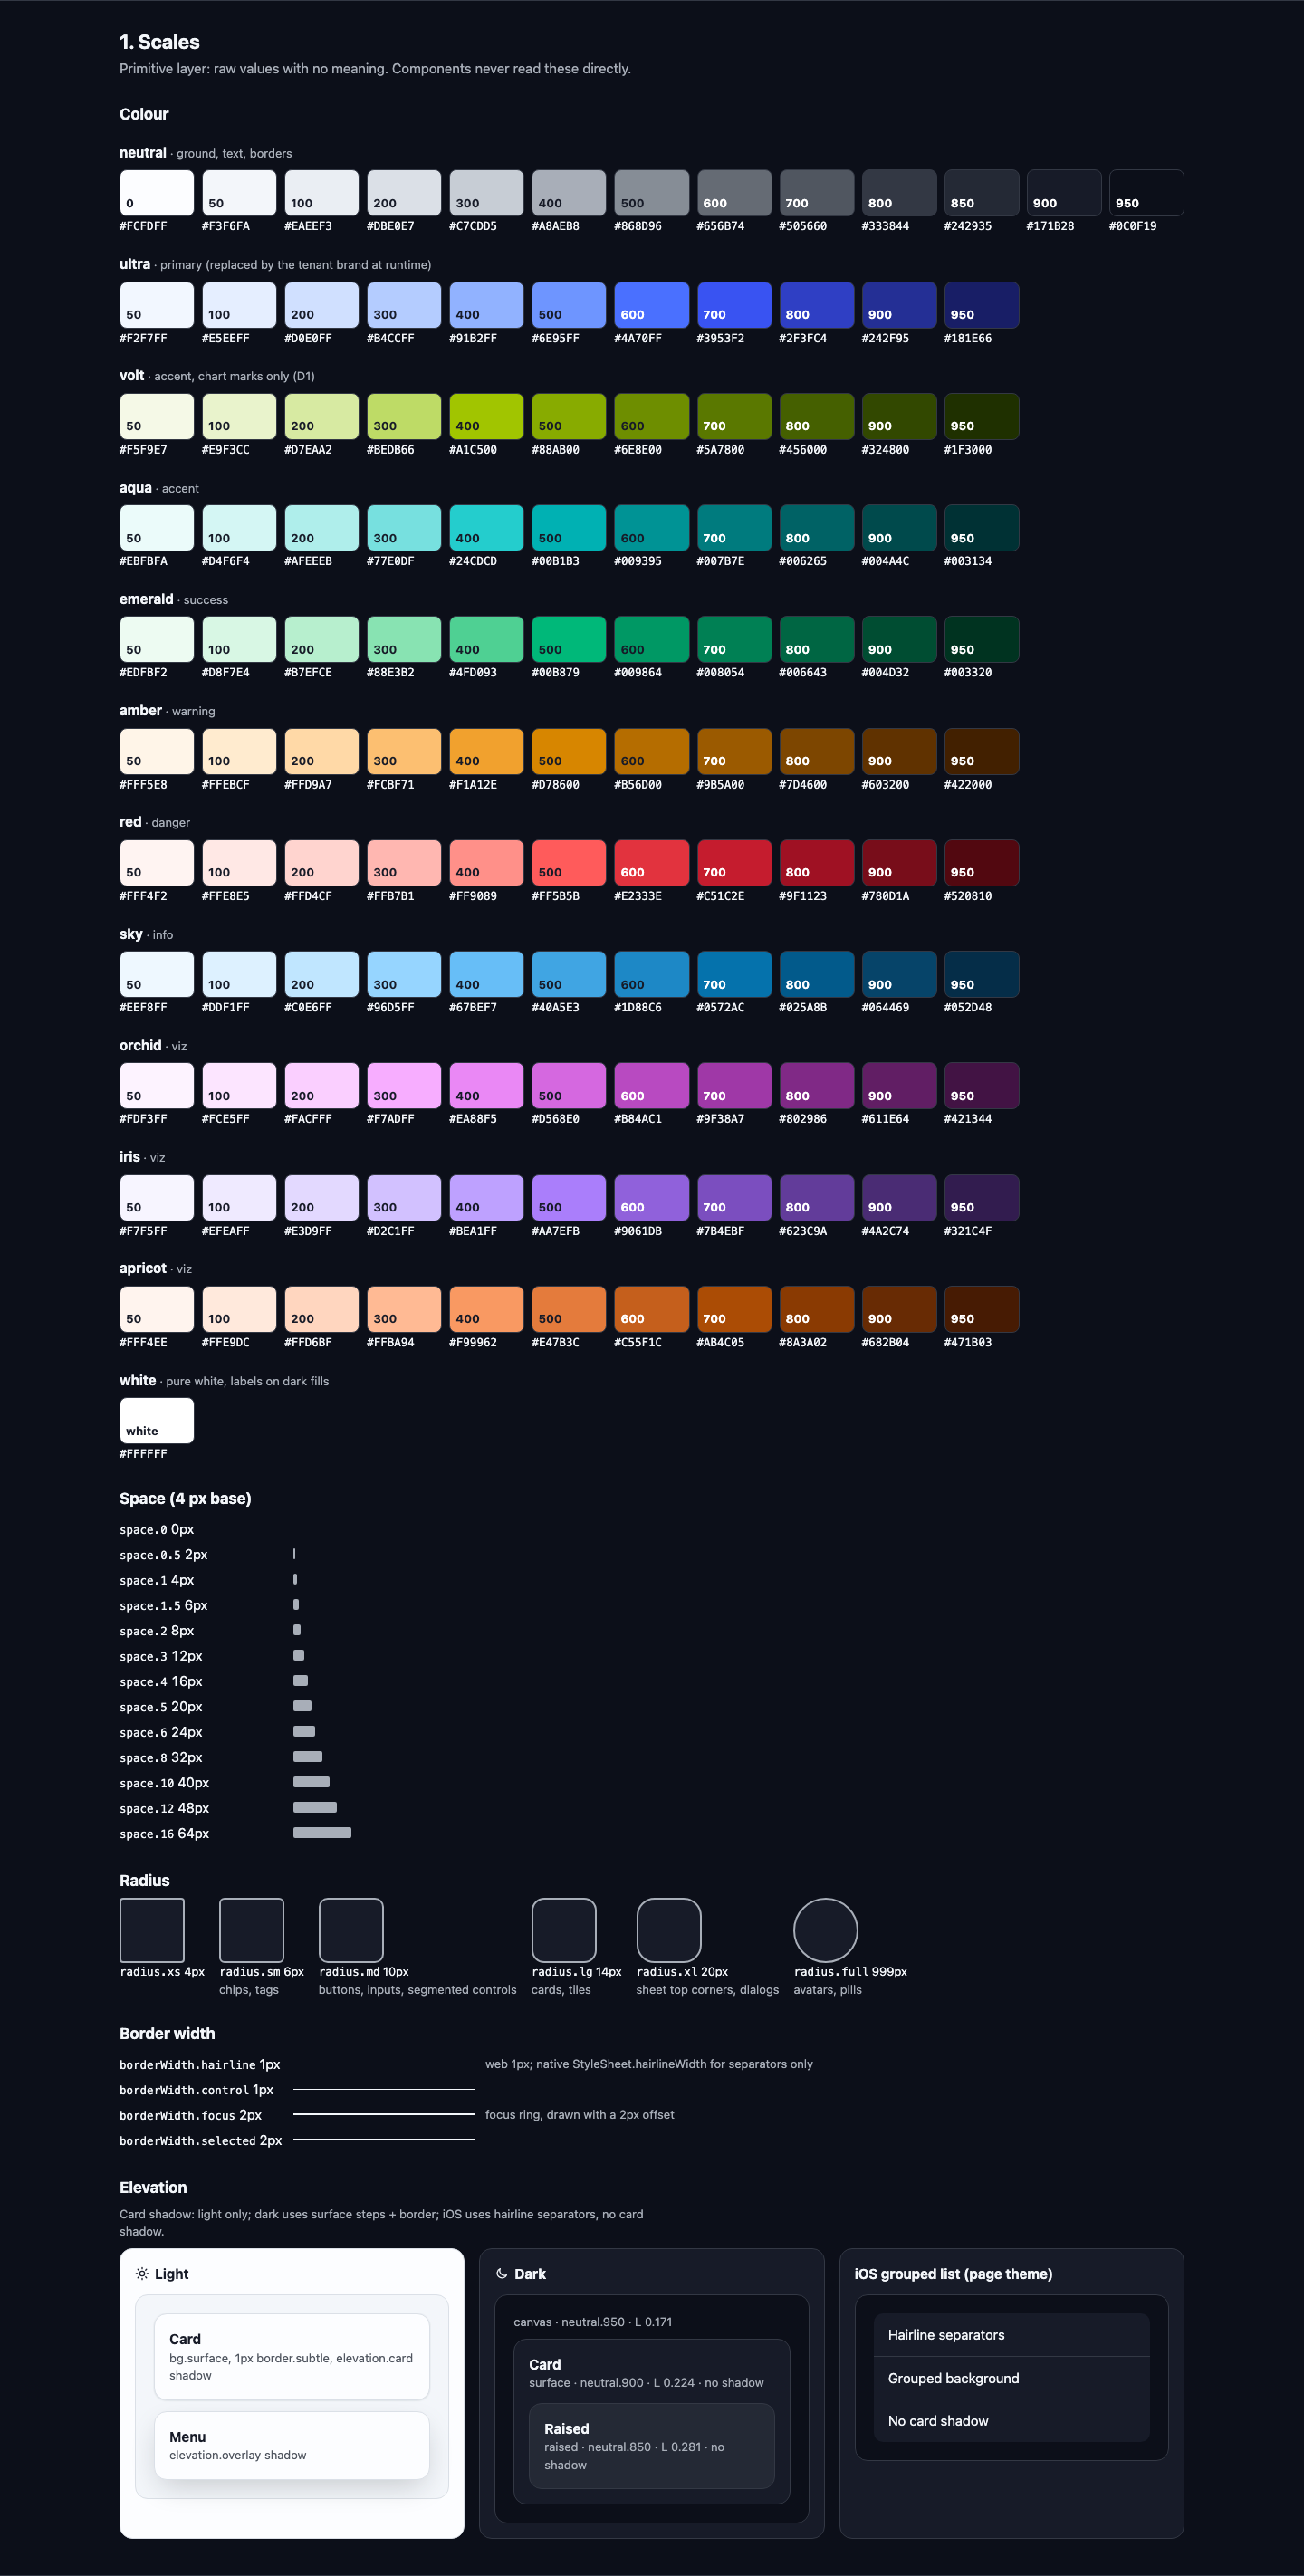 1. Scales
Primitive layer: raw values with no meaning. Components never read these directly.
Colour
neutral · ground, text, borders
0 50 100 200 300 400 500 600 700 800 850 900 950
#FCFDFF #F3F6FA #EAEEF3 #DBE0E7 #C7CDD5 #A8AEB8 #868D96 #656B74 #505660 #333844 #242935 #171B28 #0C0F19
ultra · primary (replaced by the tenant brand at runtime)
50 100 200 300 400 500 600 700 800 900 950
#F2F7FF #E5EEFF #D0E0FF #B4CCFF #91B2FF #6E95FF #4A70FF #3953F2 #2F3FC4 #242F95 #181E66
volt · accent, chart marks only (D1)
50 100 200 300 400 500 600 700 800 900 950
#F5F9E7 #E9F3CC #D7EAA2 #BEDB66 #A1C500 #88AB00 #6E8E00 #5A7800 #456000 #324800 #1F3000
aqua · accent
50 100 200 300 400 500 600 700 800 900 950
#EBFBFA #D4F6F4 #AFEEEB #77E0DF #24CDCD #00B1B3 #009395 #007B7E #006265 #004A4C #003134
emerald · success
50 100 200 300 400 500 600 700 800 900 950
#EDFBF2 #D8F7E4 #B7EFCE #88E3B2 #4FD093 #00B879 #009864 #008054 #006643 #004D32 #003320
amber · warning
50 100 200 300 400 500 600 700 800 900 950
#FFF5E8 #FFEBCF #FFD9A7 #FCBF71 #F1A12E #D78600 #B56D00 #9B5A00 #7D4600 #603200 #422000
red · danger
50 100 200 300 400 500 600 700 800 900 950
#FFF4F2 #FFE8E5 #FFD4CF #FFB7B1 #FF9089 #FF5B5B #E2333E #C51C2E #9F1123 #780D1A #520810
sky · info
50 100 200 300 400 500 600 700 800 900 950
#EEF8FF #DDF1FF #C0E6FF #96D5FF #67BEF7 #40A5E3 #1D88C6 #0572AC #025A8B #064469 #052D48
orchid · viz
50 100 200 300 400 500 600 700 800 900 950
#FDF3FF #FCE5FF #FACFFF #F7ADFF #EA88F5 #D568E0 #B84AC1 #9F38A7 #802986 #611E64 #421344
iris · viz
50 100 200 300 400 500 600 700 800 900 950
#F7F5FF #EFEAFF #E3D9FF #D2C1FF #BEA1FF #AA7EFB #9061DB #7B4EBF #623C9A #4A2C74 #321C4F
apricot · viz
50 100 200 300 400 500 600 700 800 900 950
#FFF4EE #FFE9DC #FFD6BF #FFBA94 #F99962 #E47B3C #C55F1C #AB4C05 #8A3A02 #682B04 #471B03
white · pure white, labels on dark fills
white
#FFFFFF
Space (4 px base)
space.0 0px
space.0.5 2px
space.1 4px
space.1.5 6px
space.2 8px
space.3 12px
space.4 16px
space.5 20px
space.6 24px
space.8 32px
space.10 40px
space.12 48px
space.16 64px
Radius
radius.xs 4px radius.sm 6px radius.md 10px radius.lg 14px radius.xl 20px radius.full 999px
chips, tags buttons, inputs, segmented controls cards, tiles sheet top corners, dialogs avatars, pills
Border width
borderWidth.hairline 1px web 1px; native StyleSheet.hairlineWidth for separators only
borderWidth.control 1px
borderWidth.focus 2px focus ring, drawn with a 2px offset
borderWidth.selected 2px
Elevation
Card shadow: light only; dark uses surface steps + border; iOS uses hairline separators, no card
shadow.
Light
Card
bg.surface, 1px border.subtle, elevation.card
shadow
Menu
elevation.overlay shadow
Dark
canvas · neutral.950 · L 0.171
Card
surface · neutral.900 · L 0.224 · no shadow
Raised
raised · neutral.850 · L 0.281 · no
shadow
iOS grouped list (page theme)
Hairline separators
Grouped background
No card shadow